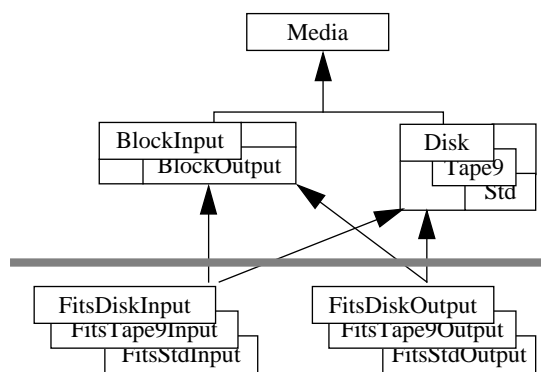 Media
BlockInput
BlockOutput
Disk
Tape9
Std
FitsDiskInput
FitsTape9Input
FitsStdInput
FitsDiskOutput
FitsTape9Output
FitsStdOutput